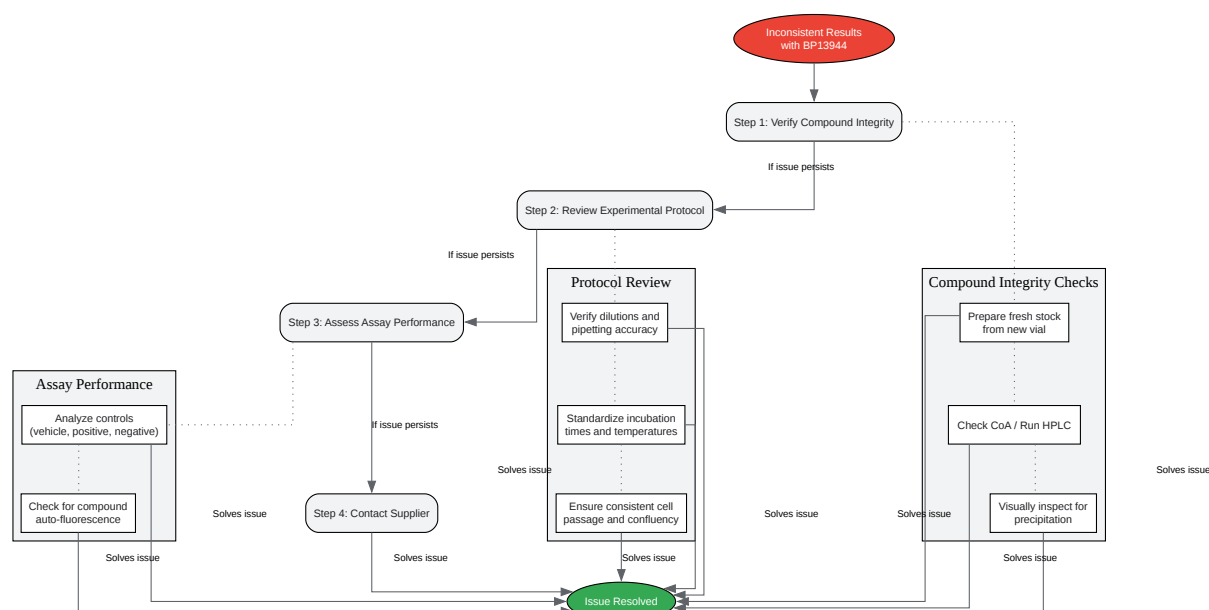 Inconsistent Results
with BP13944
Step 1: Verify Compound Integrity
If issue persists
Step 2: Review Experimental Protocol
If issue persists
Protocol Review
Compound Integrity Checks
Verify dilutions and
pipetting accuracy
Prepare fresh stock
from new vial
Step 3: Assess Assay Performance
Assay Performance
Analyze controls
(vehicle, positive, negative)
If issue persists
Standardize incubation
times and temperatures
Check CoA / Run HPLC
Solves issue
Solves issue
Check for compound
auto-fluorescence
Solves issue
Step 4: Contact Supplier
Ensure consistent cell
passage and confluency
Solves issue
Solves issue
Visually inspect for
precipitation
Solves issue
Solves issue
Solves issue
Solves issue
Issue Resolved